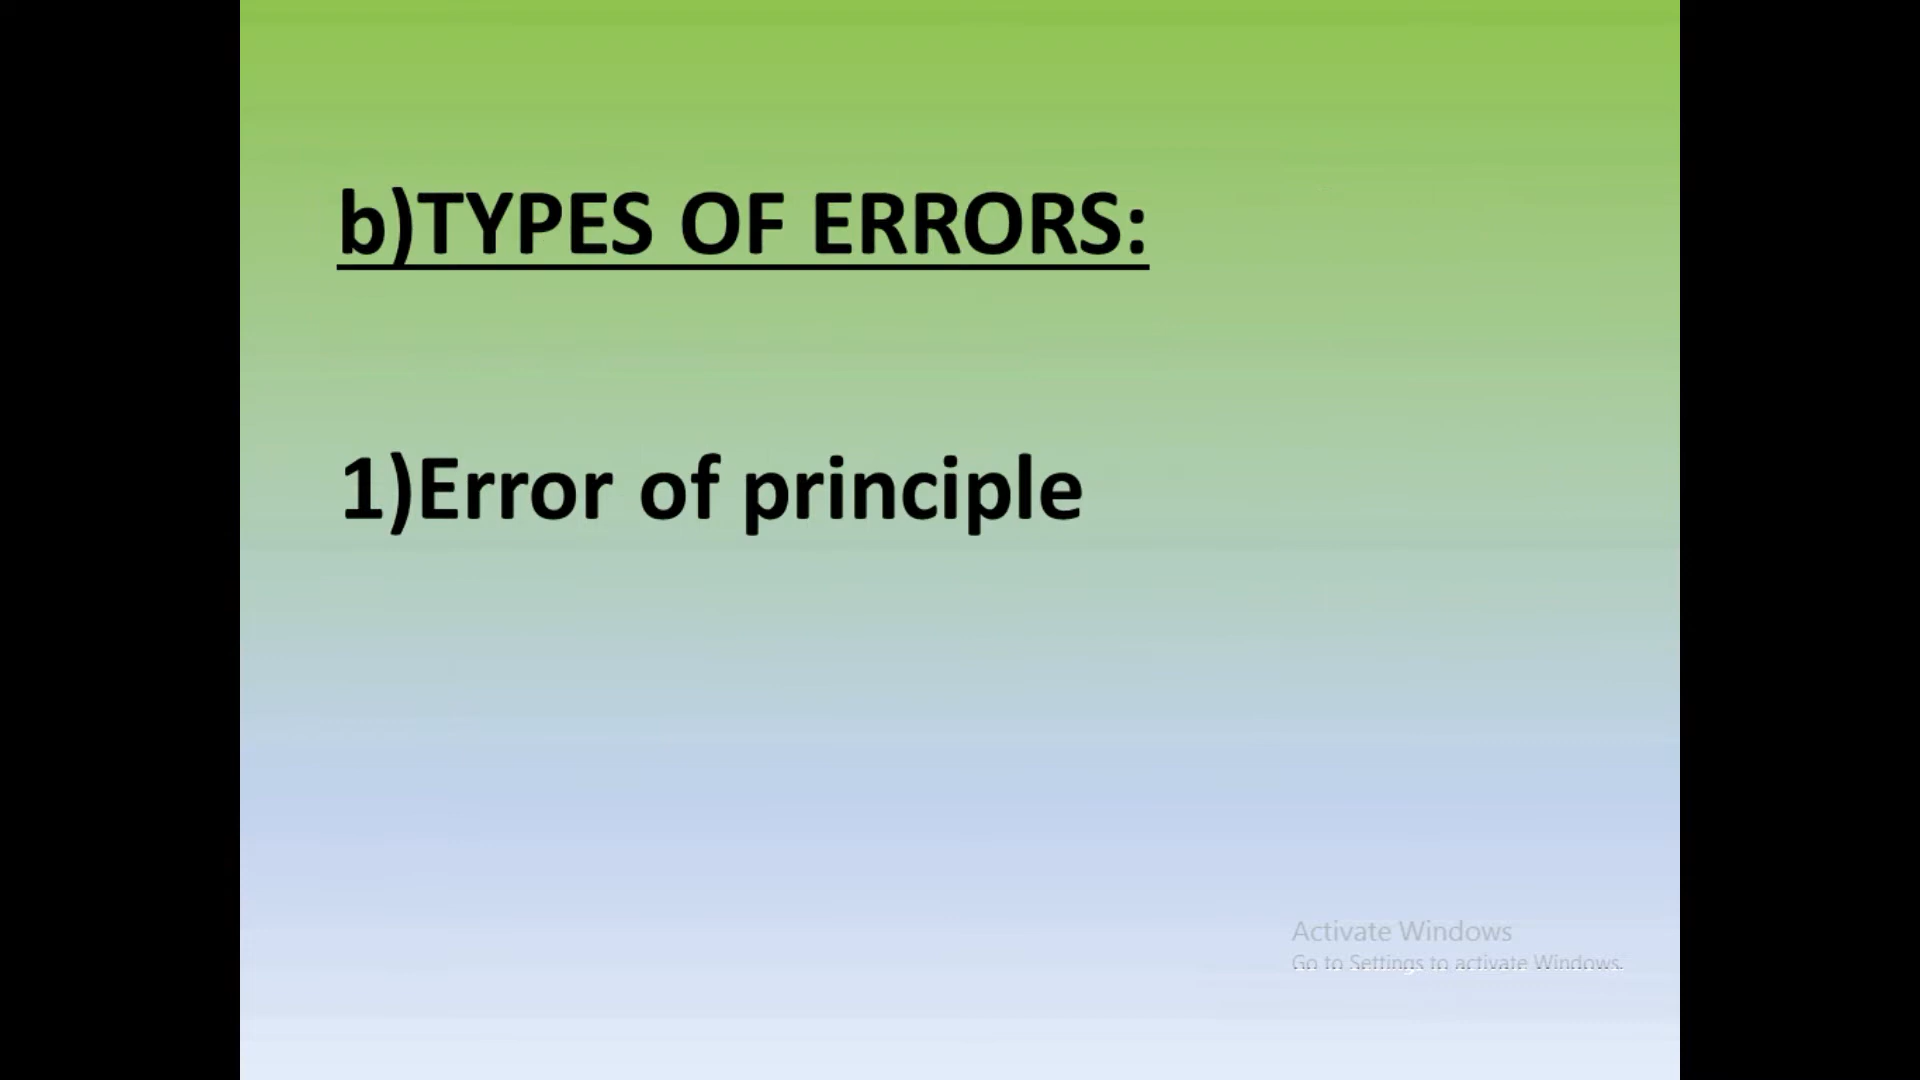 b)TYPES OF ERRORS:
1)Error of principle
Activate Windows
Go to Settings to activate Windows.